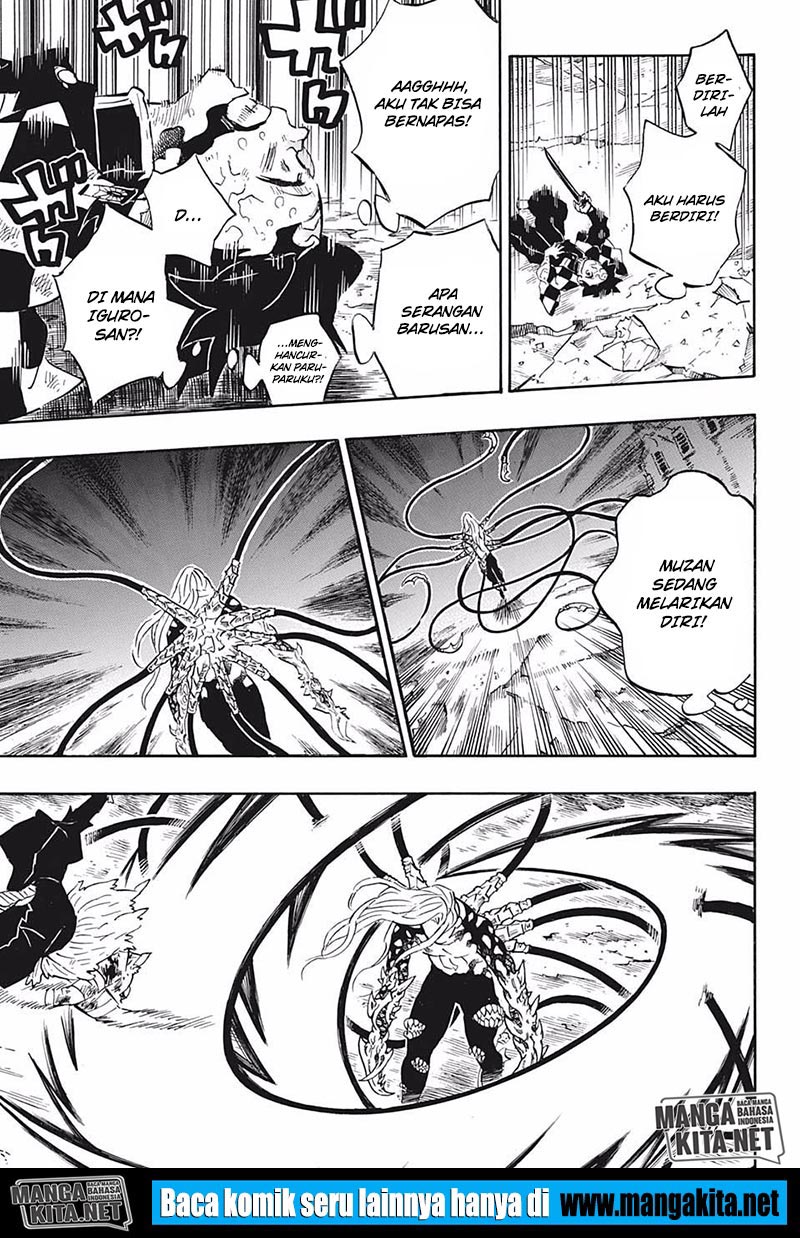 BER-
DIRI-
LAH
AKU HARUS
BERDIRI!
AAGGHHH,
AKU TAK BISA
BERNAPAS!
APA
SERANGAN
BARUSAN...
...MENG-
HANCUR-
KAN PARU-
PARUKU?!
D...
DI MANA
IGURO-
SAN?!
MUZAN
SEDANG
MELARIKAN
DIRI!
MANGA
KITA.NET
BACA MANGA
BAHASA
INDONESIA
MANGA
KITA.NET
BACA MANGA
BAHASA
INDONESIA
Baca komik seru lainnya hanya di www.mangakita.net